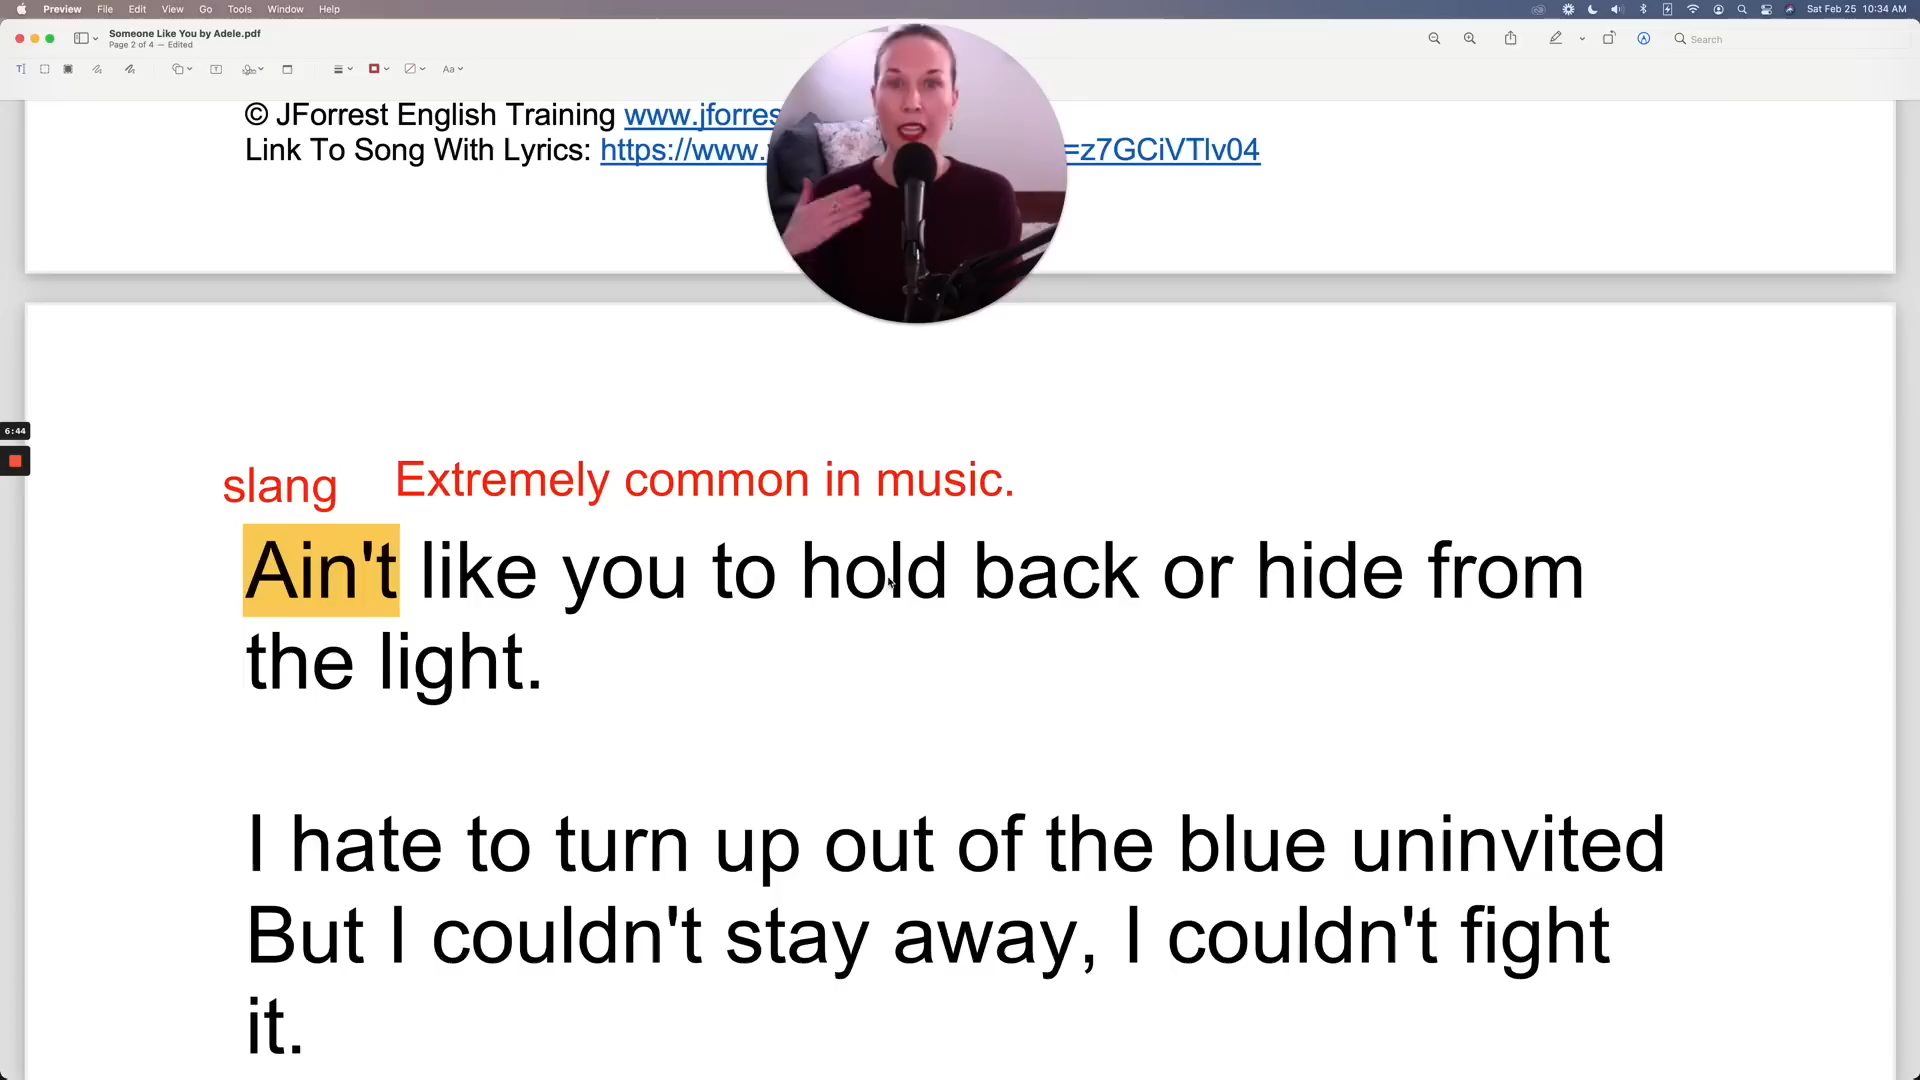 Preview File Edit View Go Tools Window Help
Sat Feb 25 10:34 AM
Someone Like You by Adele.pdf
Page 2 of 4 — Edited
Search
Aa
© JForrest English Training www.jforres
Link To Song With Lyrics: https://www. =z7GCiVTlv04
6:44
slang Extremely common in music.
Ain't like you to hold back or hide from
the light.
I hate to turn up out of the blue uninvited
But I couldn't stay away, I couldn't fight
it.